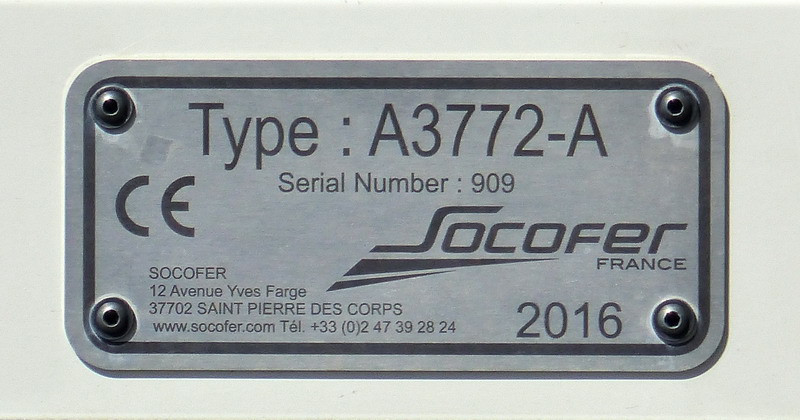 Type : A3772-A
Serial Number : 909
CE
SOCOFER
FRANCE
SOCOFER
12 Avenue Yves Farge
37702 SAINT PIERRE DES CORPS
www.socofer.com Tél. +33 (0)2 47 39 28 24
2016